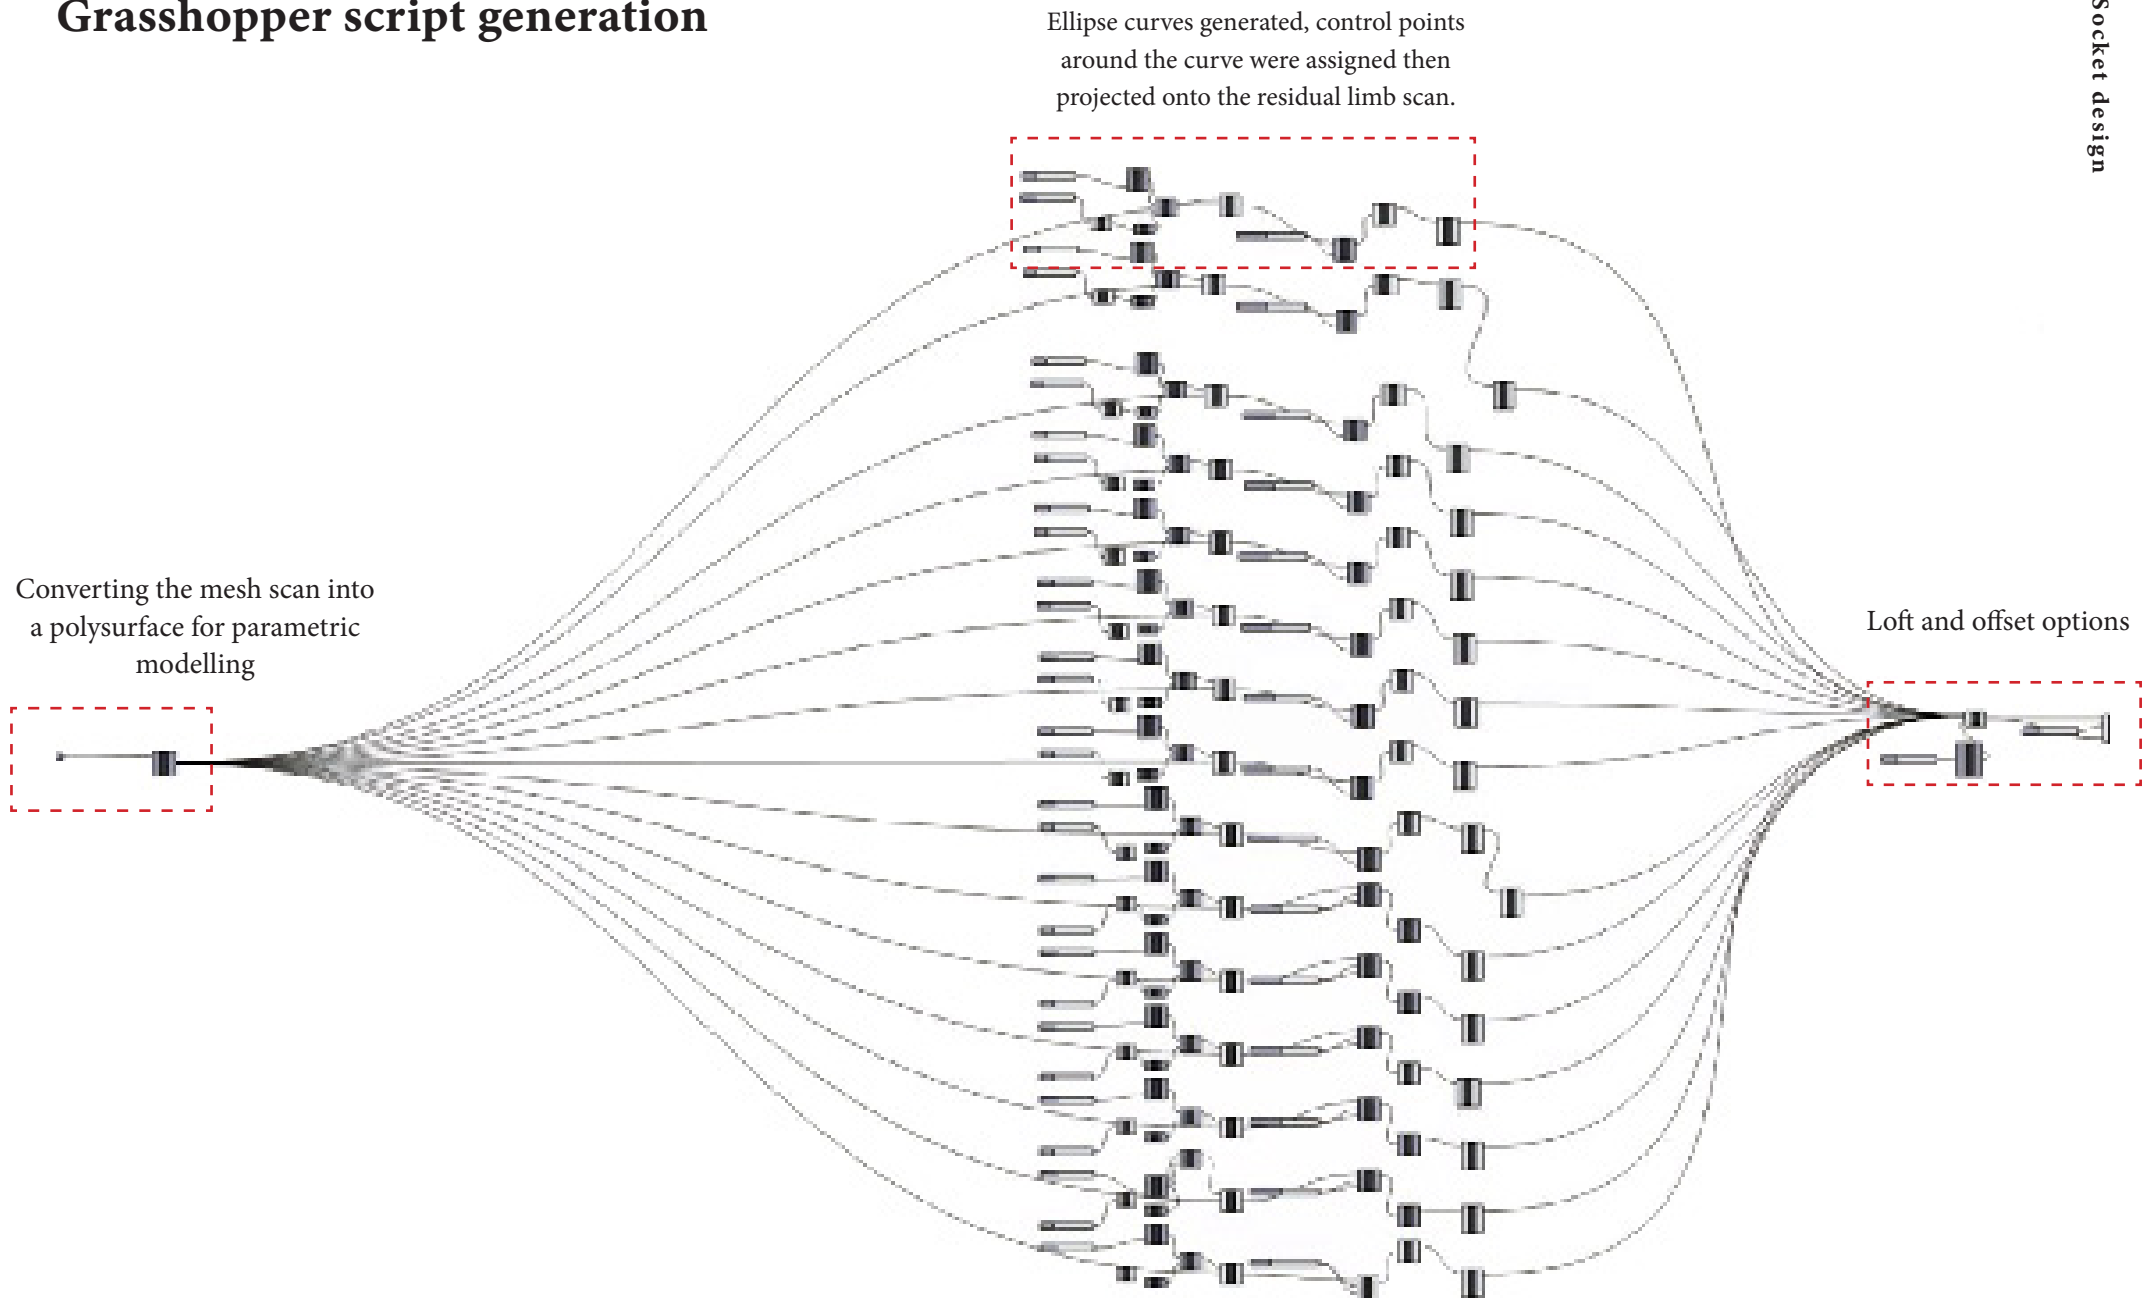 Grasshopper script generation
Ellipse curves generated, control points
around the curve were assigned then
projected onto the residual limb scan.
Socket design
Converting the mesh scan into
a polysurface for parametric
modelling
Loft and offset options